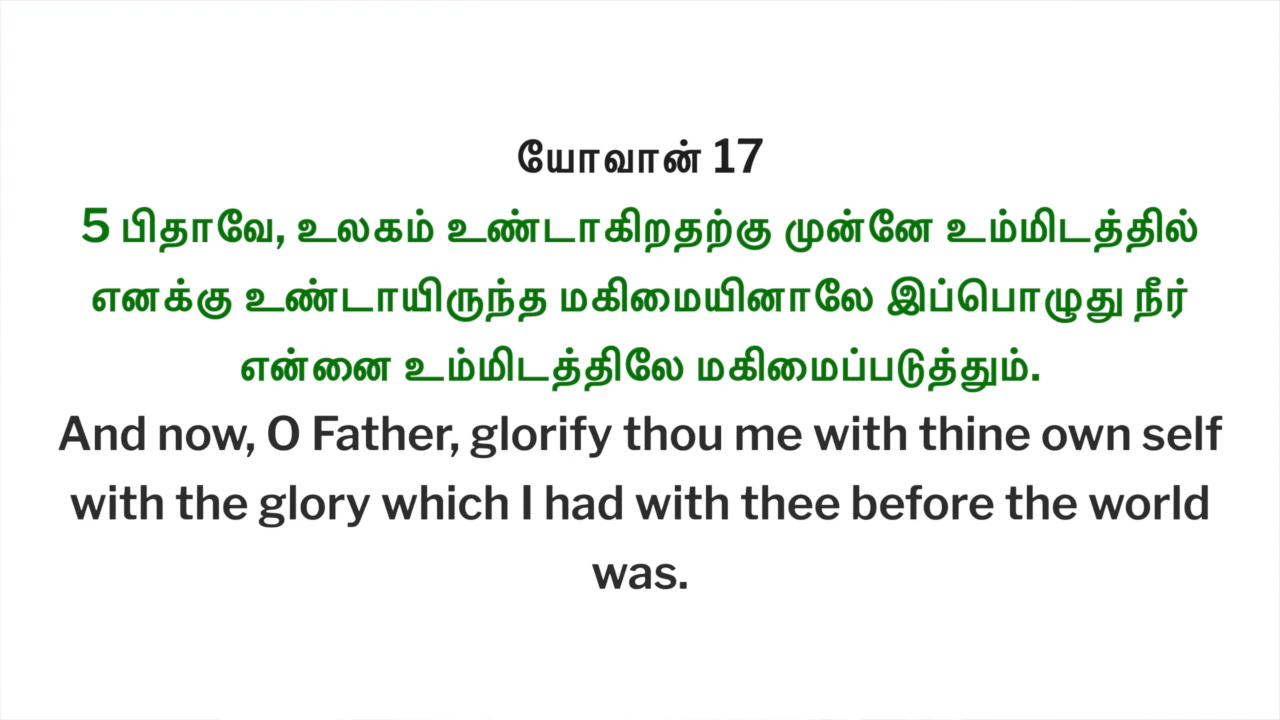 யோவான் 17
5 பிதாவே, உலகம் உண்டாகிறதற்கு முன்னே உம்மிடத்தில்
எனக்கு உண்டாயிருந்த மகிமையினாலே இப்பொழுது நீர்
என்னை உம்மிடத்திலே மகிமைப்படுத்தும்.
And now, O Father, glorify thou me with thine own self
with the glory which I had with thee before the world
was.